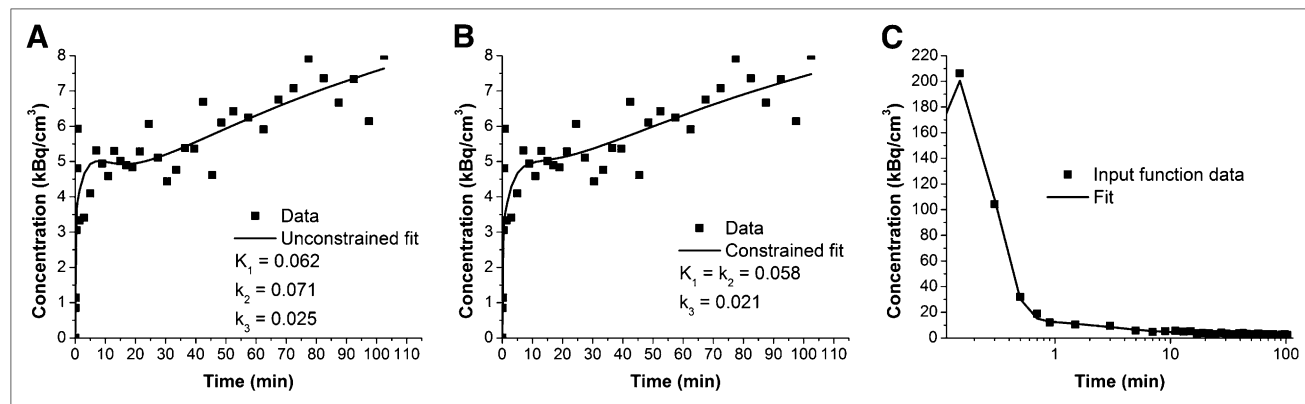 A
Concentration (kBq/cm³)
8
7
6
5
4
3
2
1
0
Data
Unconstrained fit
K₁ = 0.062
k₂ = 0.071
k₃ = 0.025
0 10 20 30 40 50 60 70 80 90 100 110
Time (min)
B
Concentration (kBq/cm³)
8
7
6
5
4
3
2
1
0
Data
Constrained fit
K₁ = k₂ = 0.058
k₃ = 0.021
0 10 20 30 40 50 60 70 80 90 100 110
Time (min)
C
Concentration (kBq/cm³)
220
200
180
160
140
120
100
80
60
40
20
0
Input function data
Fit
1 10 100
Time (min)